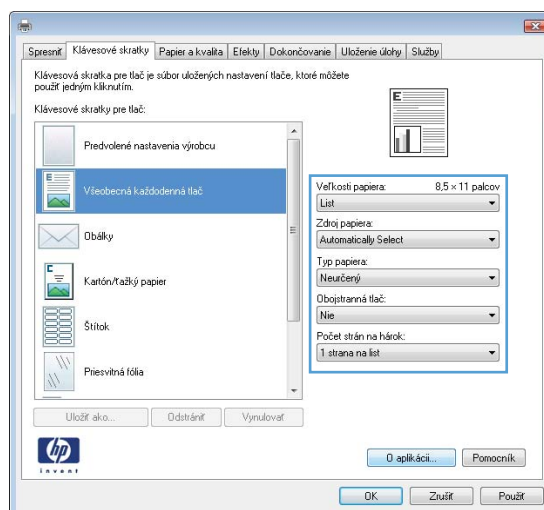 Spresniť Klávesové skratky Papier a kvalita Efekty Dokončovanie Uloženie úlohy Služby
Klávesová skratka pre tlač je súbor uložených nastavení tlače, ktoré môžete
použiť jedným kliknutím.
Klávesové skratky pre tlač:
Predvolené nastavenia výrobcu
E
Všeobecná každodenná tlač
Obálky
Kartón/ťažký papier
Štítok
Priesvitná fólia
E
Veľkosti papiera: 8,5 × 11 palcov
List
Zdroj papiera:
Automatically Select
Typ papiera:
Neurčený
Obojstranná tlač:
Nie
Počet strán na hárok:
1 strana na list
Uložiť ako... Odstrániť Vynulovať
hp
invent
O aplikácii... Pomocník
OK Zrušiť Použiť